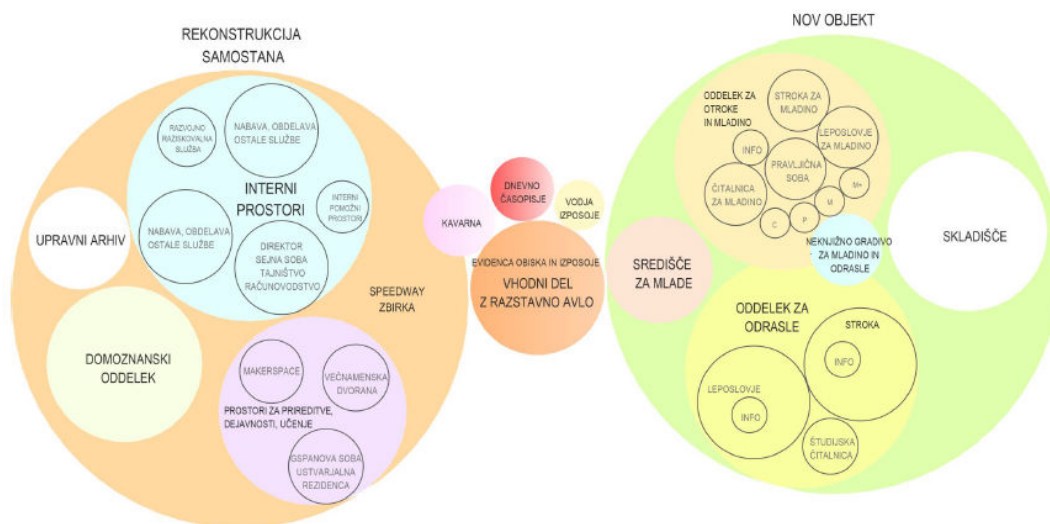 REKONSTRUKCIJA
SAMOSTANA
RAZVOJNO
RAZISKOVALNA
SLUŽBA
NABAVA, OBDELAVA
OSTALE SLUŽBE
INTERNI
PROSTORI
INTERNI
POMOŽNI
PROSTORI
NABAVA, OBDELAVA
OSTALE SLUŽBE
DIREKTOR
SEJNA SOBA
TAJNIŠTVO
RAČUNOVODSTVO
UPRAVNI ARHIV
SPEEDWAY
ZBIRKA
DOMOZNANSKI
ODDELEK
MAKERSPACE
VEČNAMENSKA
DVORANA
PROSTORI ZA PRIREDITVE,
DEJAVNOSTI, UČENJE
GSPANOVA SOBA
USTVARJALNA
REZIDENCA
KAVARNA
DNEVNO
ČASOPISJE
VODJA
IZPOSOJE
EVIDENCA OBISKA IN IZPOSOJE
VHODNI DEL
Z RAZSTAVNO AVLO
NOV OBJEKT
ODDELEK ZA
OTROKE
IN MLADINO
STROKA ZA
MLADINO
LEPOSLOVJE
ZA MLADINO
INFO
PRAVLJIČNA
SOBA
ČITALNICA
ZA MLADINO
M+
M
P
C
NEKNJIŽNO GRADIVO
ZA MLADINO IN
ODRASLE
SKLADIŠČE
SREDIŠČE
ZA MLADE
ODDELEK ZA
ODRASLE
STROKA
INFO
LEPOSLOVJE
INFO
ŠTUDIJSKA
ČITALNICA